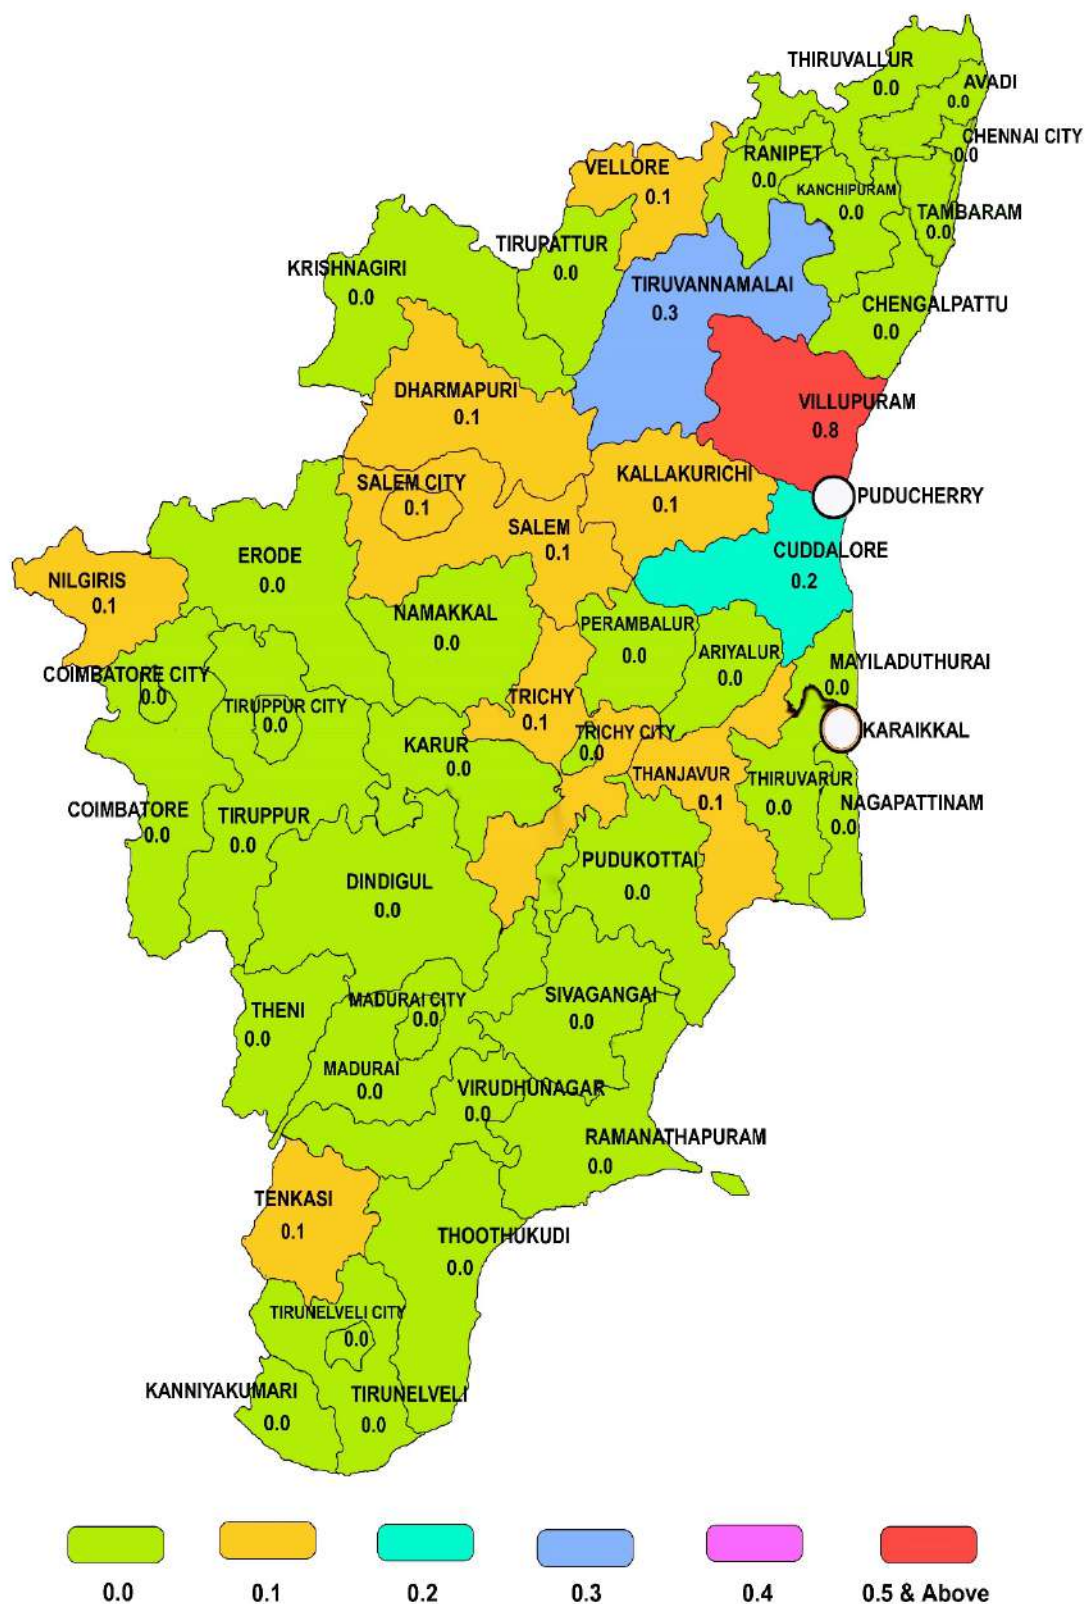 THIRUVALLUR
0.0
AVADI
0.0
CHENNAI CITY
0.0
VELLORE
0.1
RANIPET
0.0
KANCHIPURAM
0.0
TAMBARAM
0.0
TIRUPATTUR
0.0
KRISHNAGIRI
0.0
TIRUVANNAMALAI
0.3
CHENGALPATTU
0.0
DHARMAPURI
0.1
VILLUPURAM
0.8
SALEM CITY
0.1
KALLAKURICHI
0.1
PUDUCHERRY
SALEM
0.1
CUDDALORE
0.2
ERODE
0.0
NILGIRIS
0.1
NAMAKKAL
0.0
PERAMBALUR
0.0
ARIYALUR
0.0
MAYILADUTHURAI
0.0
COIMBATORE CITY
0.0
TIRUPPUR CITY
0.0
TRICHY
0.1
TRICHY CITY
0.0
KARAIKKAL
KARUR
0.0
THANJAVUR
0.1
THIRUVARUR
0.0
NAGAPATTINAM
0.0
COIMBATORE
0.0
TIRUPPUR
0.0
PUDUKOTTAI
0.0
DINDIGUL
0.0
MADURAI CITY
0.0
SIVAGANGAI
0.0
THENI
0.0
MADURAI
0.0
VIRUDHUNAGAR
0.0
RAMANATHAPURAM
0.0
TENKASI
0.1
THOOTHUKUDI
0.0
TIRUNELVELI CITY
0.0
KANNIYAKUMARI
0.0
TIRUNELVELI
0.0
0.0 0.1 0.2 0.3 0.4 0.5 & Above